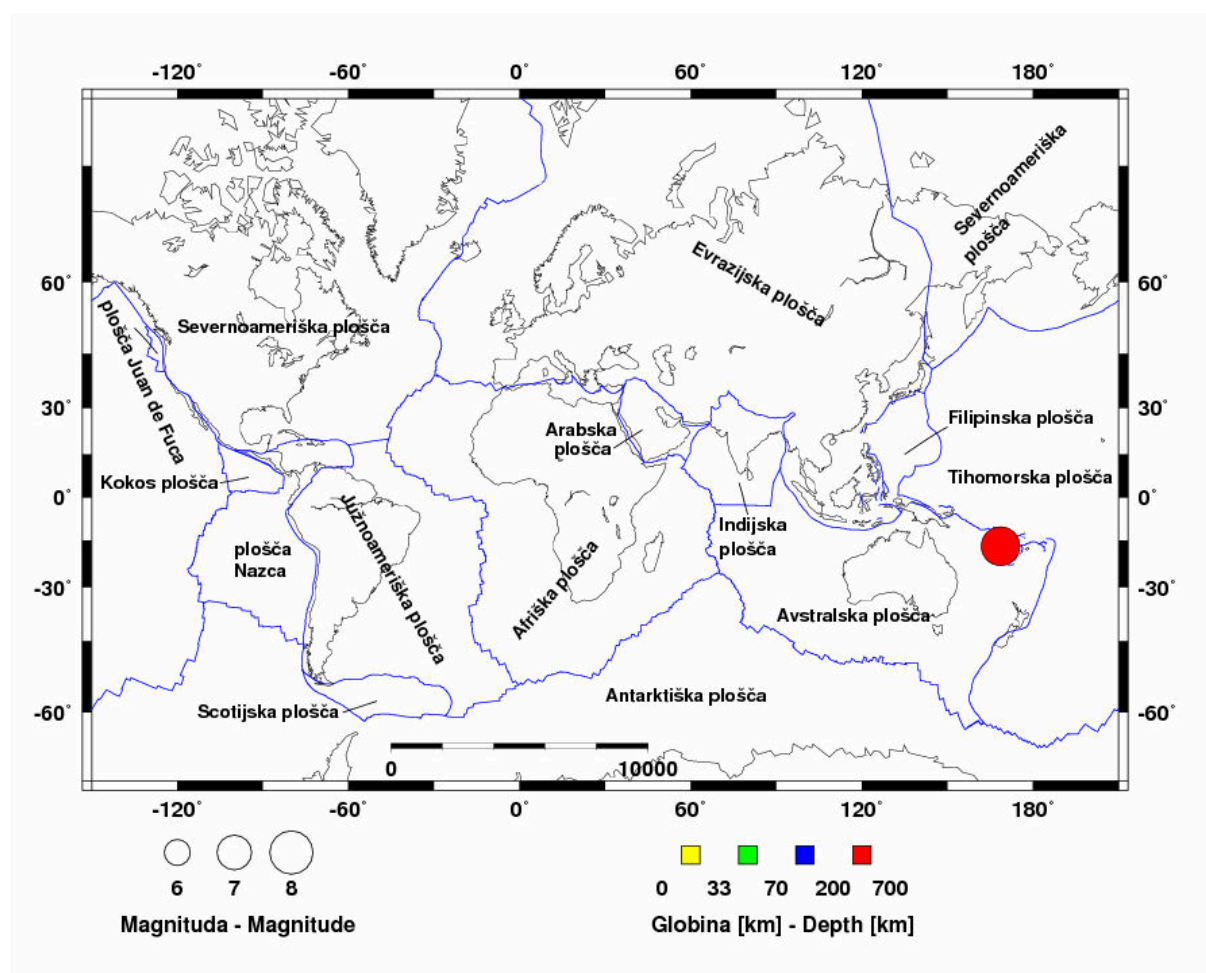 -120° -60° 0° 60° 120° 180°
Severnoameriška
plošča
Evrazijska plošča
60° 60°
plošča Juan de Fuca
Severnoameriška plošča
30° 30°
Filipinska plošča
Arabska
plošča
Kokos plošča
Tihomorska plošča
0° 0°
Južnoameriška plošča
Indijska
plošča
plošča
Nazca
Afriška plošča
-30° -30°
Avstralska plošča
Antarktiška plošča
Scotijska plošča
-60° -60°
0 10000
-120° -60° 0° 60° 120° 180°
6 7 8
0 33 70 200 700
Magnituda - Magnitude
Globina [km] - Depth [km]